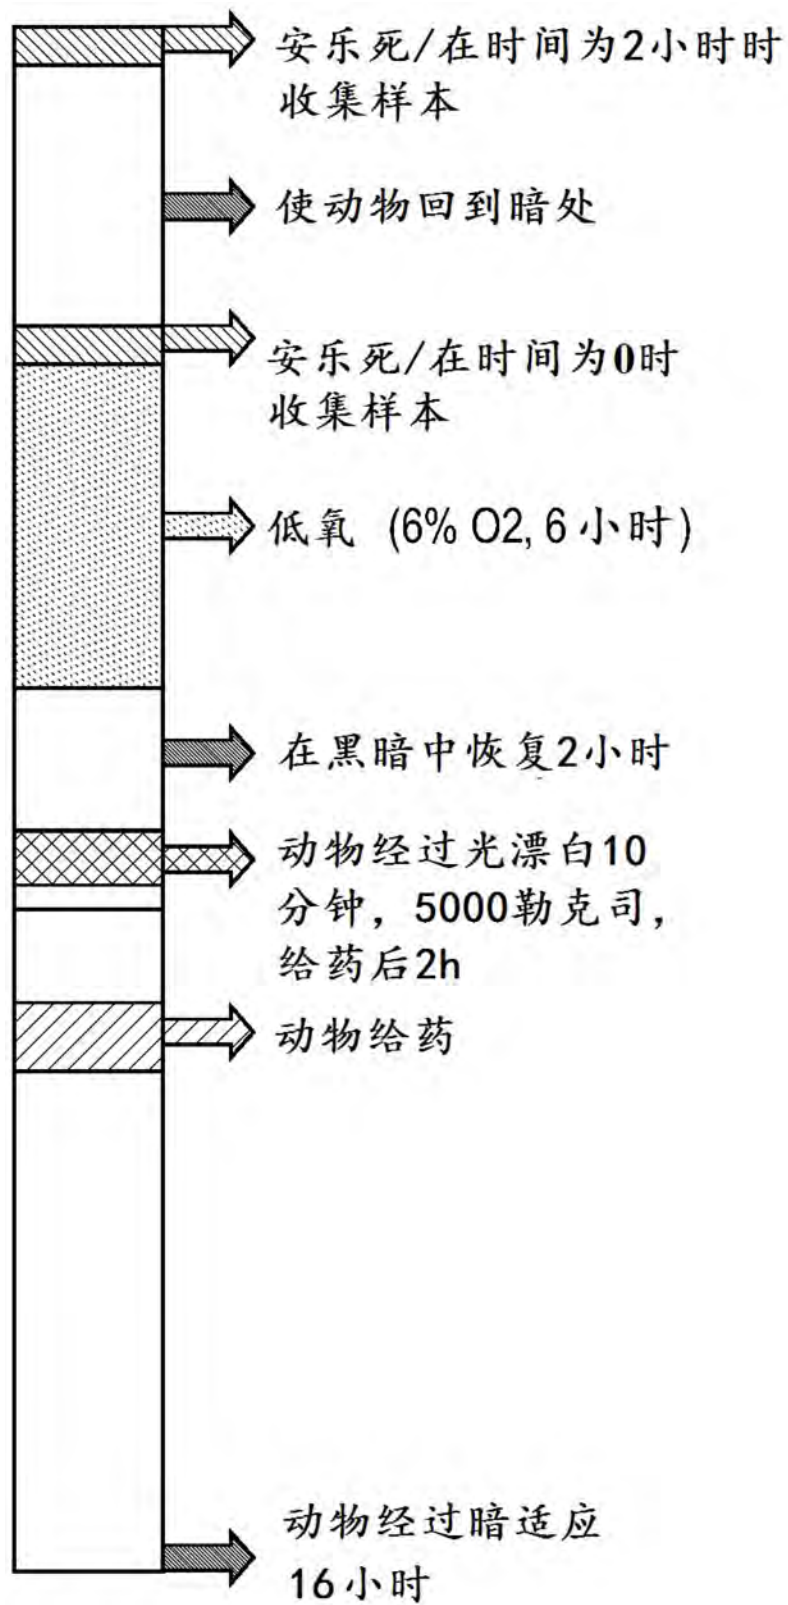 安乐死/在时间为2小时时
收集样本
使动物回到暗处
安乐死/在时间为0时
收集样本
低氧 (6% O2, 6 小时)
在黑暗中恢复2小时
动物经过光漂白10
分钟，5000勒克司，
给药后2h
动物给药
动物经过暗适应
16小时